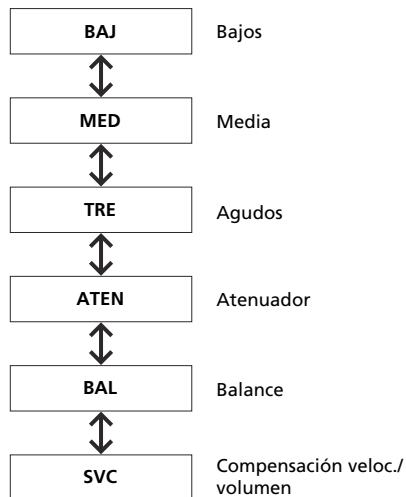 BAJ Bajos
MED Media
TRE Agudos
ATEN Atenuador
BAL Balance
SVC Compensación veloc./
volumen